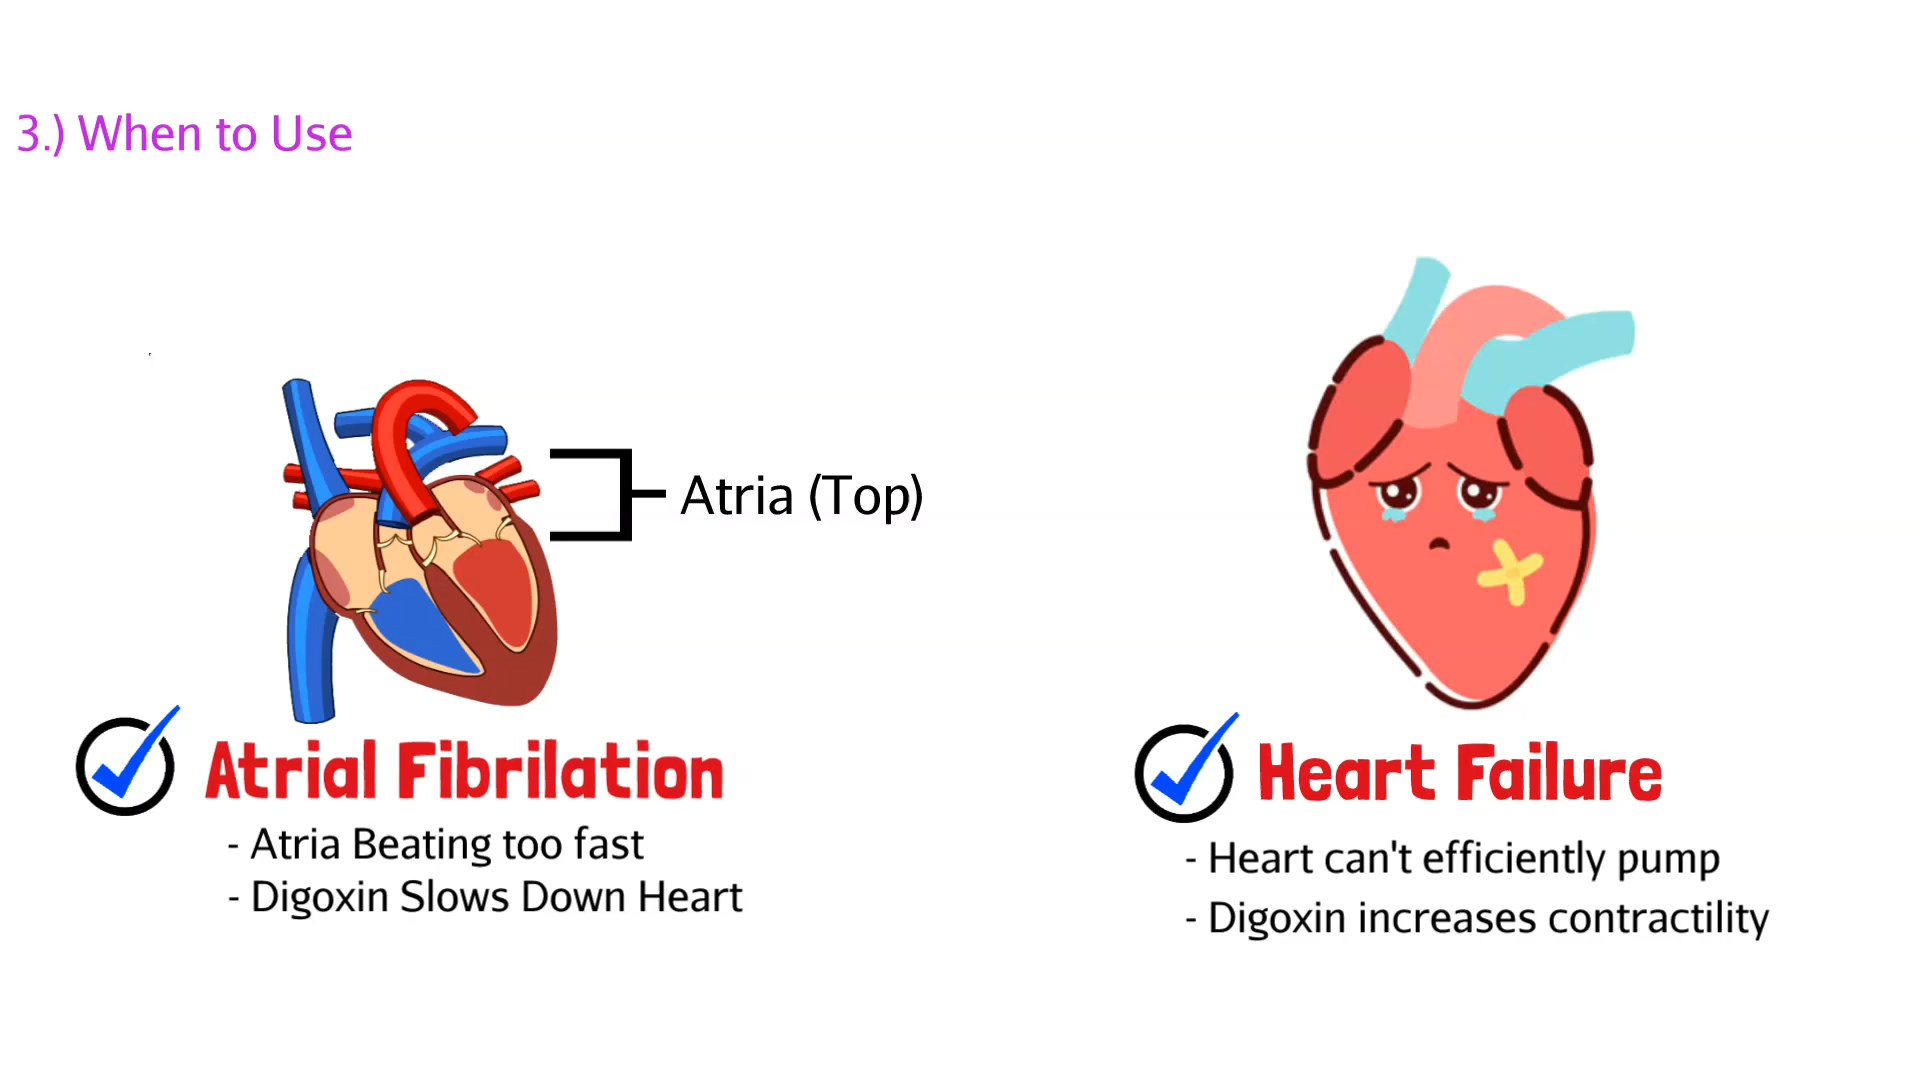 3.) When to Use
Atria (Top)
Atrial Fibrilation
- Atria Beating too fast
- Digoxin Slows Down Heart
Heart Failure
- Heart can't efficiently pump
- Digoxin increases contractility